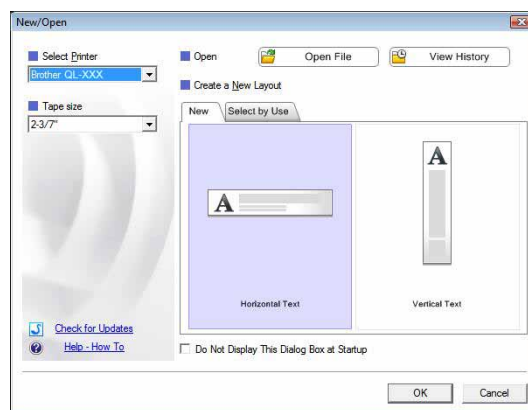 New/Open
Select Printer
Brother QL-XXX
Tape size
2-3/7"
Check for Updates
Help - How To
Open
Open File
View History
Create a New Layout
New
Select by Use
A
Horizontal Text
A
Vertical Text
Do Not Display This Dialog Box at Startup
OK
Cancel